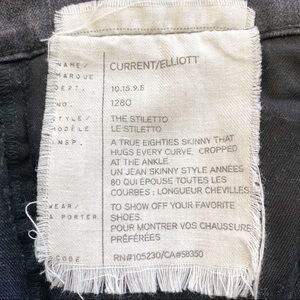 NAME/ CURRENT/ELLIOTT
MARQUE
DEPT. 10.15.9.5
NO. 1280
STYLE/ THE STILETTO
MODÈLE LE STILETTO
INSP. A TRUE EIGHTIES SKINNY THAT
HUGS EVERY CURVE, CROPPED
AT THE ANKLE.
UN JEAN SKINNY STYLE ANNÉES
80 QUI ÉPOUSE TOUTES LES
COURBES; LONGUEUR CHEVILLES
WEAR/ TO SHOW OFF YOUR FAVORITE
À PORTER SHOES.
POUR MONTRER VOS CHAUSSURE
PRÉFÉRÉES
CODE RN#105230/CA#58350